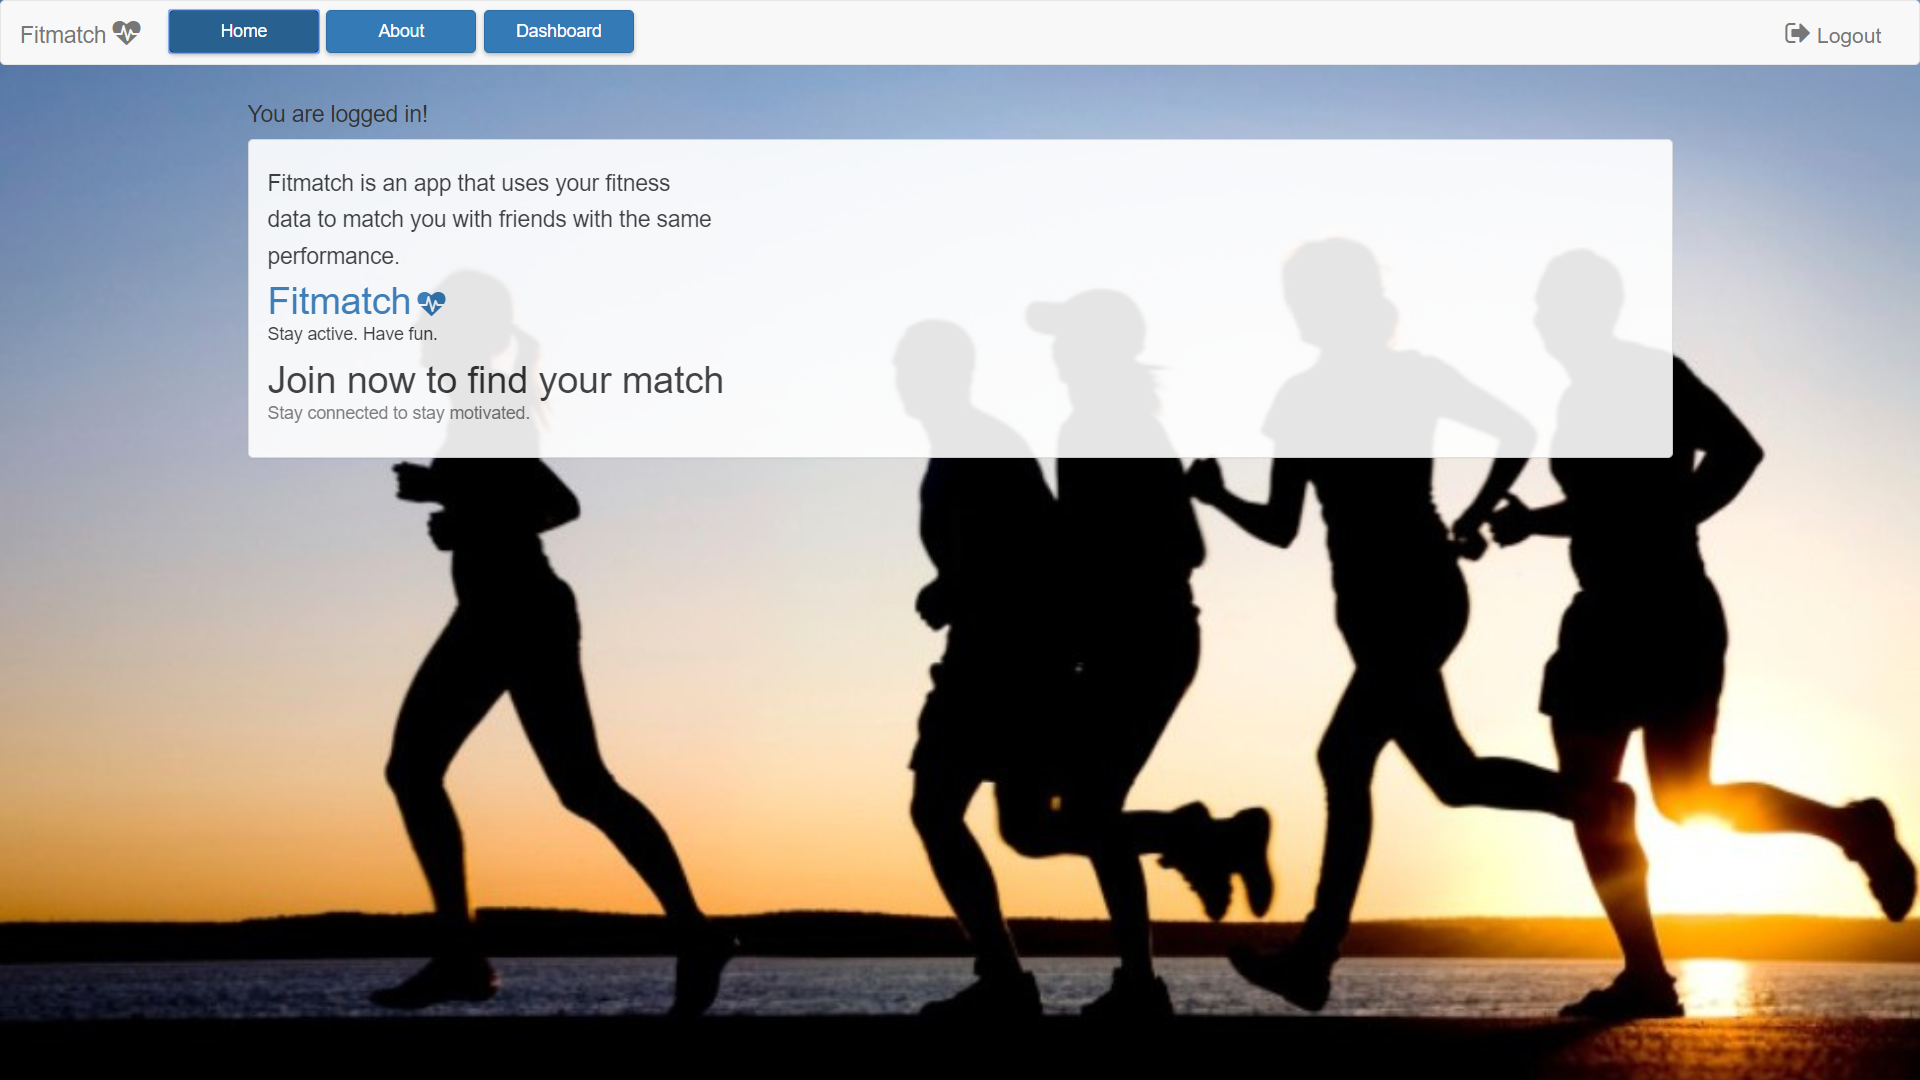 Fitmatch
Home
About
Dashboard
Logout
You are logged in!
Fitmatch is an app that uses your fitness
data to match you with friends with the same
performance.
Fitmatch
Stay active. Have fun.
Join now to find your match
Stay connected to stay motivated.